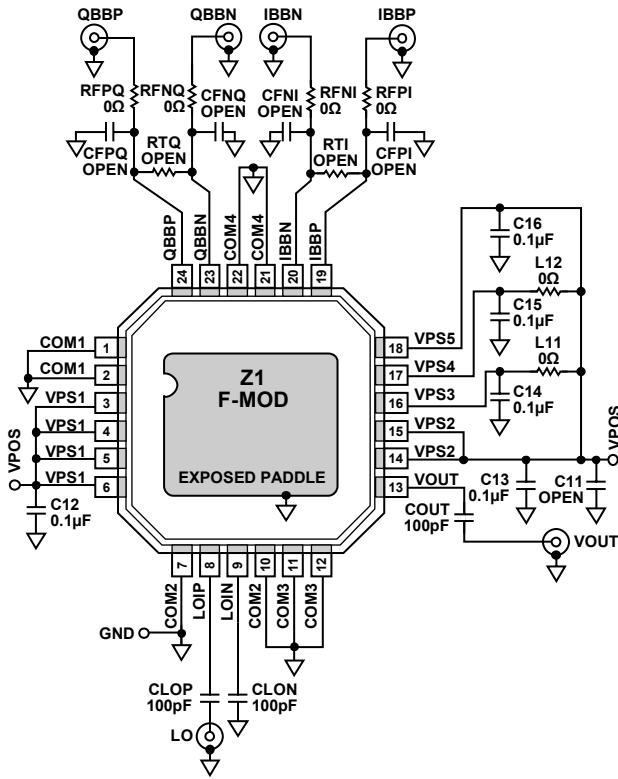 QBBP QBBN IBBN IBBP
RFPQ
0Ω
RFNQ
0Ω
CFNQ
OPEN
CFNI
OPEN
RFNI
0Ω
RFPI
0Ω
CFPQ
OPEN
RTQ
OPEN
RTI
OPEN
CFPI
OPEN
QBBP
QBBN
COM4
COM4
IBBN
IBBP
24
23
22
21
20
19
C16
0.1µF
L12
0Ω
C15
0.1µF
L11
0Ω
C14
0.1µF
COM1 1
COM1 2
VPS1 3
VPS1 4
VPS1 5
VPS1 6
VPOS
C12
0.1µF
Z1
F-MOD
EXPOSED PADDLE
18 VPS5
17 VPS4
16 VPS3
15 VPS2
14 VPS2
13 VOUT
VPOS
C13
0.1µF
C11
OPEN
COUT
100pF
VOUT
7
8
9
10
11
12
COM2
LOIP
LOIN
COM2
COM3
COM3
GND
CLOP
100pF
CLON
100pF
LO